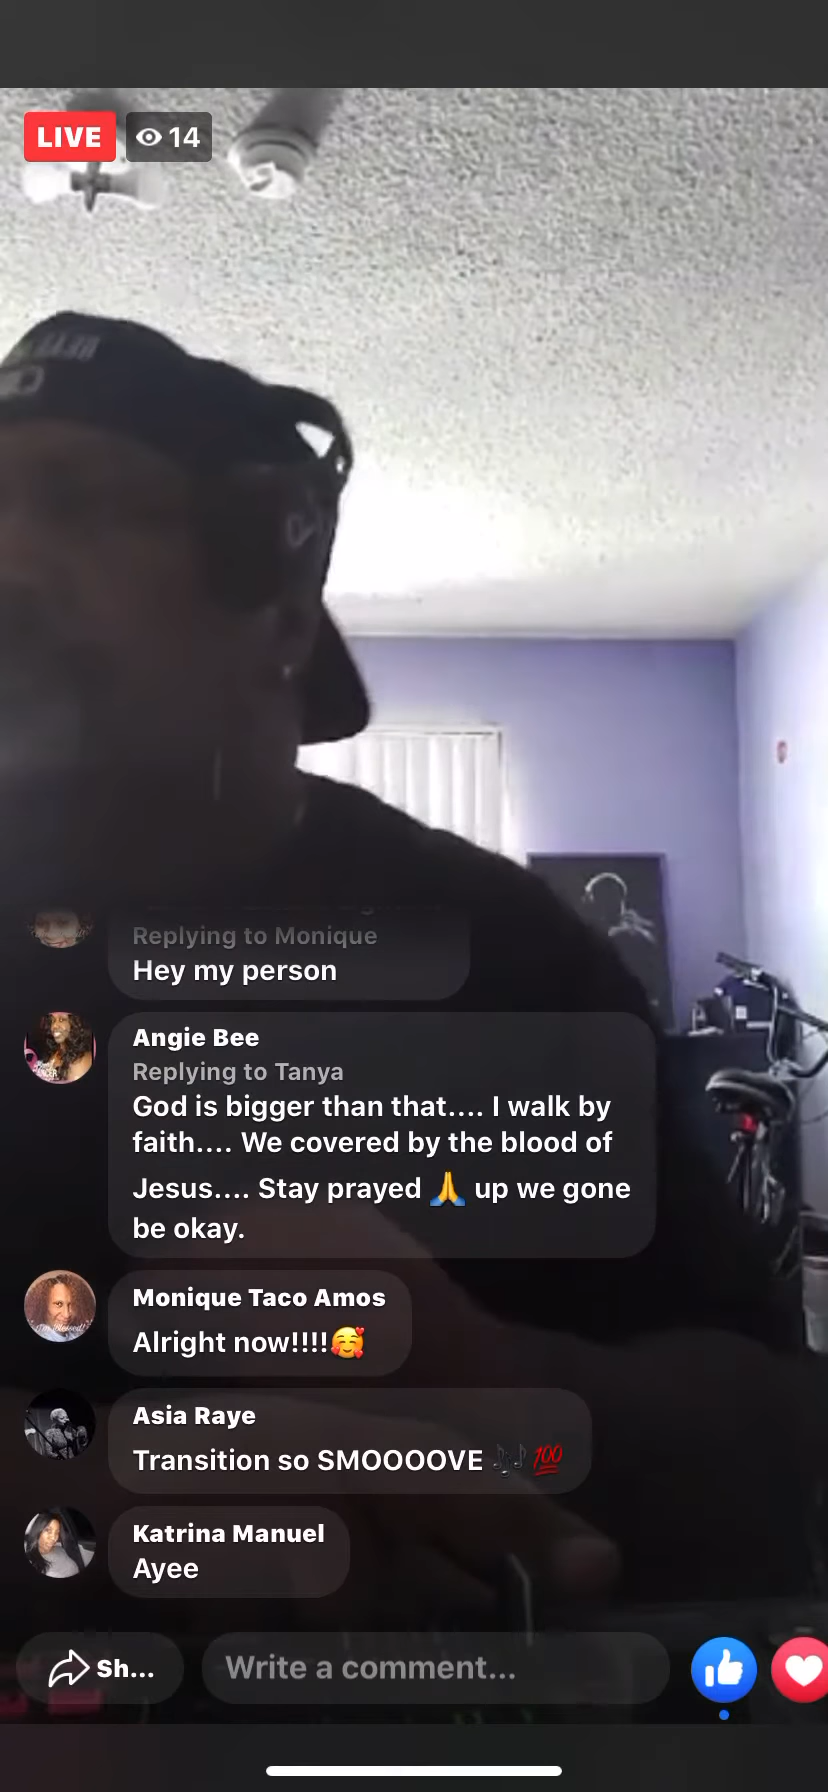 LIVE
14
Replying to Monique
Hey my person
Angie Bee
Replying to Tanya
God is bigger than that.... I walk by
faith.... We covered by the blood of
Jesus.... Stay prayed 🙏 up we gone
be okay.
Monique Taco Amos
Alright now!!!!🥰
Asia Raye
Transition so SMOOOOVE 🎶 💯
Katrina Manuel
Ayee
Sh...
Write a comment...